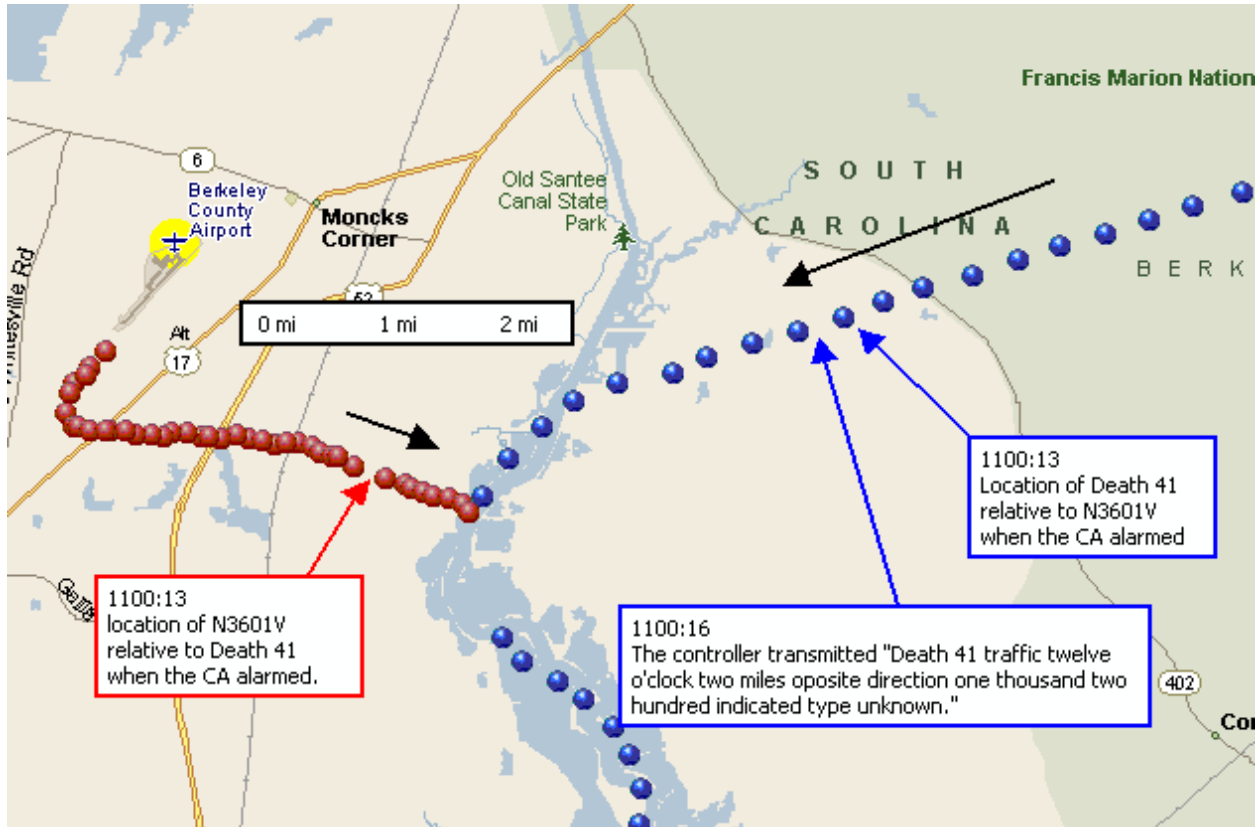 Francis Marion Nation
6
SOUTH
Old Santee
Canal State
Park
Berkeley
County
Airport
Moncks
Corner
CAROLINA
BERK
52
0 mi 1 mi 2 mi
Alt
17
1100:13
Location of Death 41
relative to N3601V
when the CA alarmed
1100:13
location of N3601V
relative to Death 41
when the CA alarmed.
1100:16
The controller transmitted "Death 41 traffic twelve
o'clock two miles oposite direction one thousand two
hundred indicated type unknown."
402
Cor